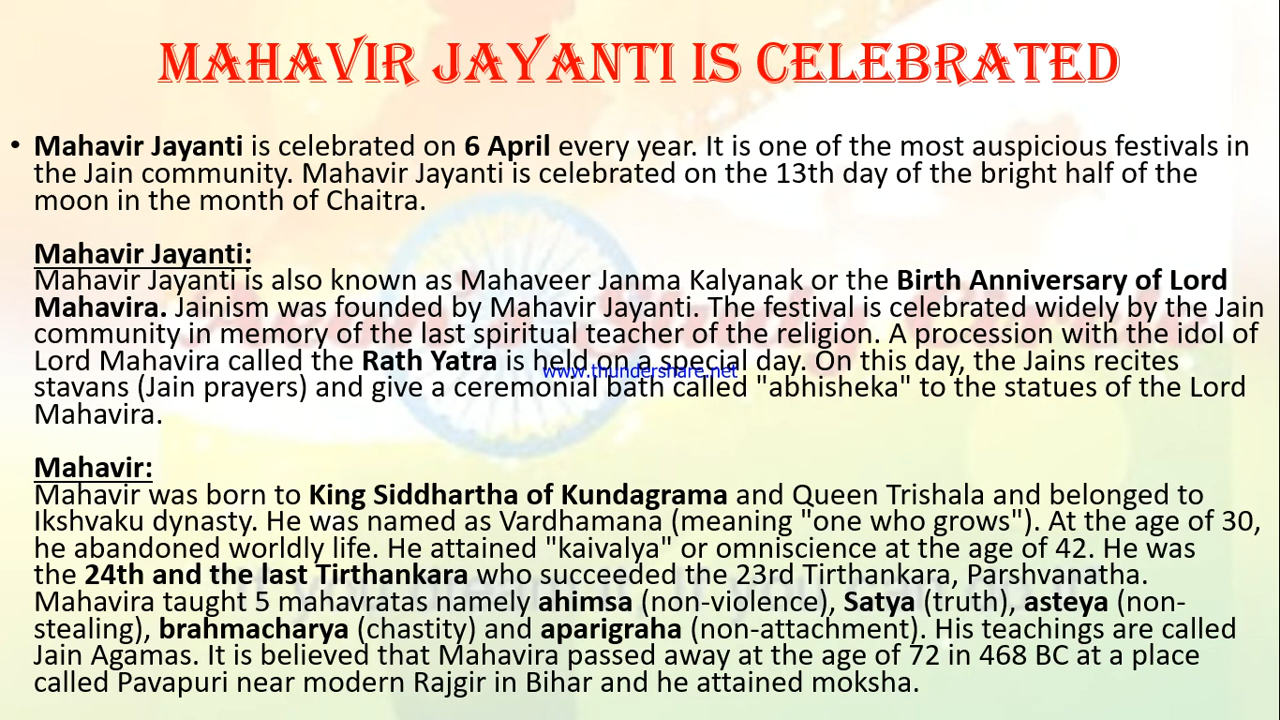 MAHAVIR JAYANTI IS CELEBRATED
• Mahavir Jayanti is celebrated on 6 April every year. It is one of the most auspicious festivals in
the Jain community. Mahavir Jayanti is celebrated on the 13th day of the bright half of the
moon in the month of Chaitra.
Mahavir Jayanti:
Mahavir Jayanti is also known as Mahaveer Janma Kalyanak or the Birth Anniversary of Lord
Mahavira. Jainism was founded by Mahavir Jayanti. The festival is celebrated widely by the Jain
community in memory of the last spiritual teacher of the religion. A procession with the idol of
Lord Mahavira called the Rath Yatra is held on a special day. On this day, the Jains recites
www.thundershare.net
stavans (Jain prayers) and give a ceremonial bath called "abhisheka" to the statues of the Lord
Mahavira.
Mahavir:
Mahavir was born to King Siddhartha of Kundagrama and Queen Trishala and belonged to
Ikshvaku dynasty. He was named as Vardhamana (meaning "one who grows"). At the age of 30,
he abandoned worldly life. He attained "kaivalya" or omniscience at the age of 42. He was
the 24th and the last Tirthankara who succeeded the 23rd Tirthankara, Parshvanatha.
Mahavira taught 5 mahavratas namely ahimsa (non-violence), Satya (truth), asteya (non-
stealing), brahmacharya (chastity) and aparigraha (non-attachment). His teachings are called
Jain Agamas. It is believed that Mahavira passed away at the age of 72 in 468 BC at a place
called Pavapuri near modern Rajgir in Bihar and he attained moksha.